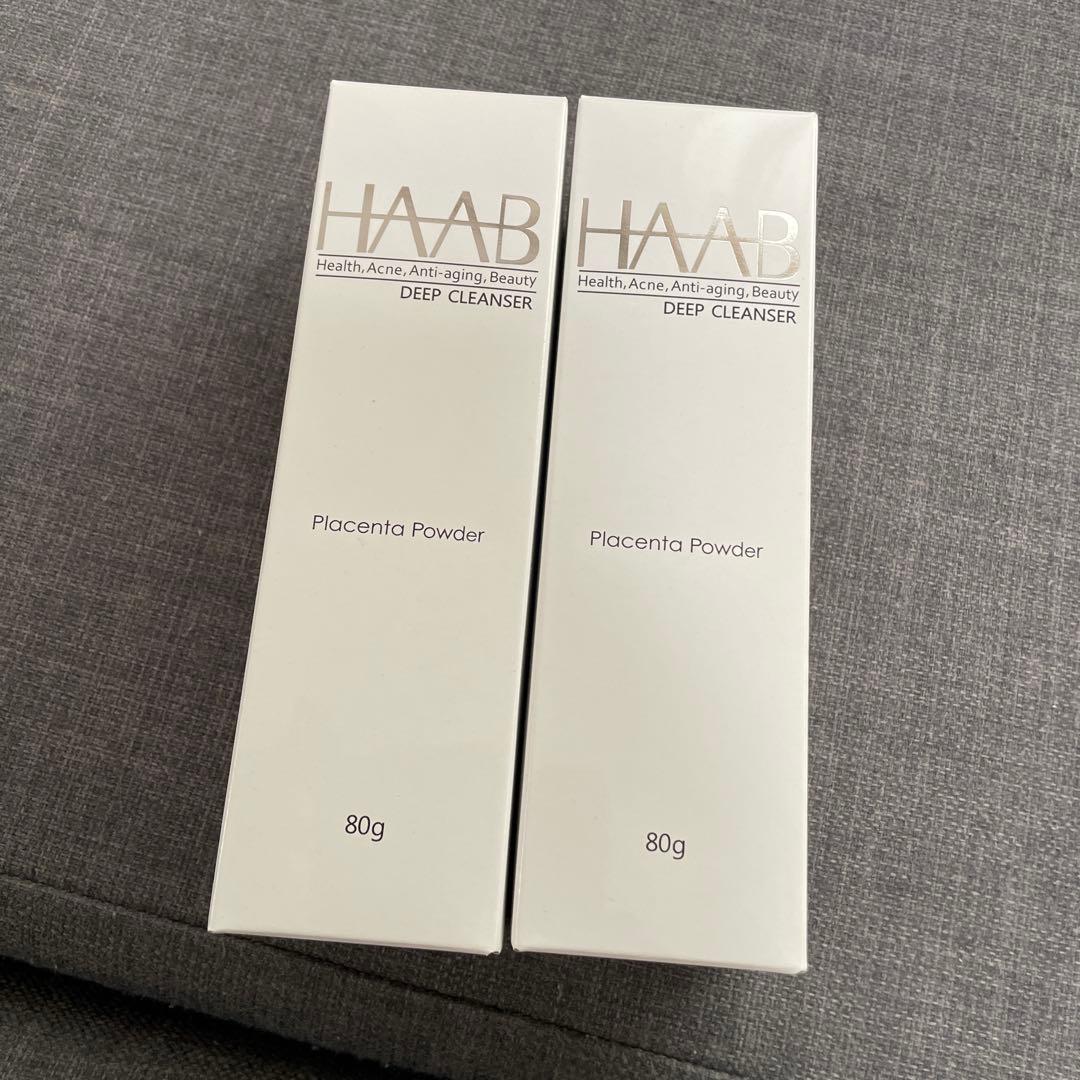 HAAB
Health, Acne, Anti-aging, Beauty
DEEP CLEANSER
Placenta Powder
80g
HAAB
Health, Acne, Anti-aging, Beauty
DEEP CLEANSER
Placenta Powder
80g